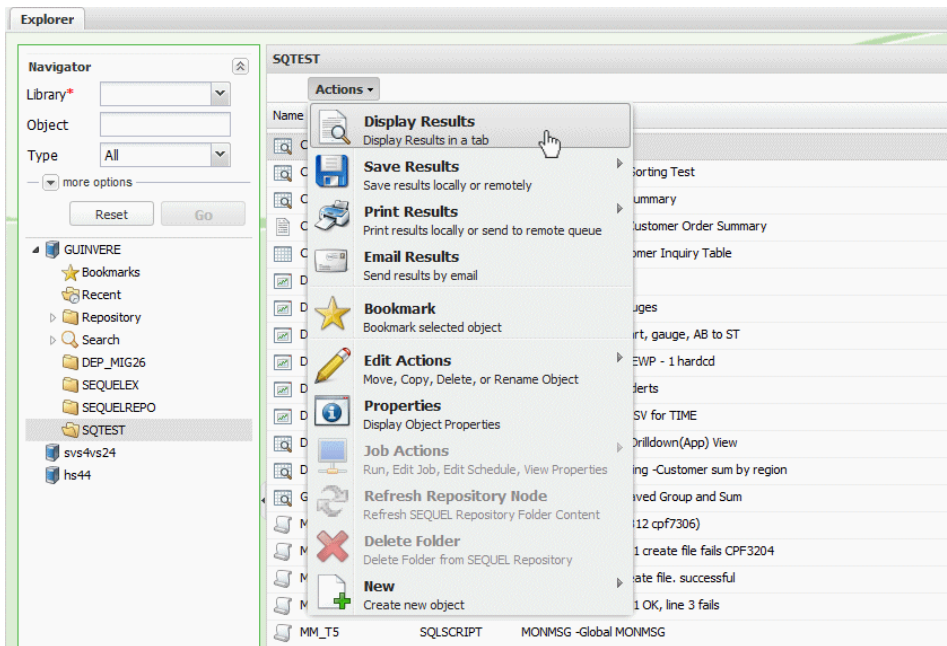 Explorer
Navigator
Library*
Object
Type All
more options
Reset Go
GUINVERE
Bookmarks
Recent
Repository
Search
DEP_MIG26
SEQUELEX
SEQUELREPO
SQTEST
svs4vs24
hs44
SQTEST
Actions
Name
Display Results
Display Results in a tab
Save Results
Save results locally or remotely
Print Results
Print results locally or send to remote queue
Email Results
Send results by email
Bookmark
Bookmark selected object
Edit Actions
Move, Copy, Delete, or Rename Object
Properties
Display Object Properties
Job Actions
Run, Edit Job, Edit Schedule, View Properties
Refresh Repository Node
Refresh SEQUEL Repository Folder Content
Delete Folder
Delete Folder from SEQUEL Repository
New
Create new object
Sorting Test
Customer Order Summary
Inquiry Table
rt, gauge, AB to ST
EWP - 1 hardcd
SV for TIME
Drilldown(App) View
ing -Customer sum by region
aved Group and Sum
312 cpf7306)
1 create file fails CPF3204
ate file. successful
1 OK, line 3 fails
MM_T5 SQLSCRIPT MONMSG -Global MONMSG